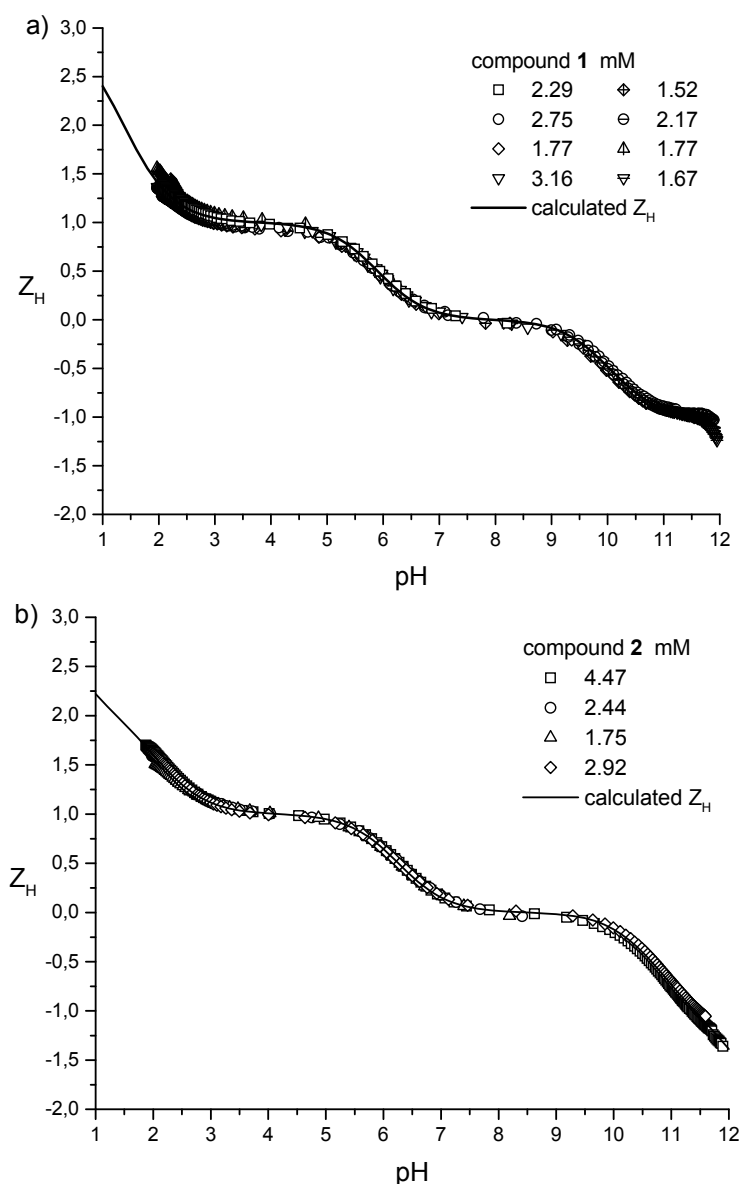 a)
3,0
2,5
2,0
1,5
1,0
0,5
0,0
-0,5
-1,0
-1,5
-2,0
Z_H
compound 1 mM
2.29 1.52
2.75 2.17
1.77 1.77
3.16 1.67
calculated Z_H
1 2 3 4 5 6 7 8 9 10 11 12
pH
b)
3,0
2,5
2,0
1,5
1,0
0,5
0,0
-0,5
-1,0
-1,5
-2,0
Z_H
compound 2 mM
4.47
2.44
1.75
2.92
calculated Z_H
1 2 3 4 5 6 7 8 9 10 11 12
pH